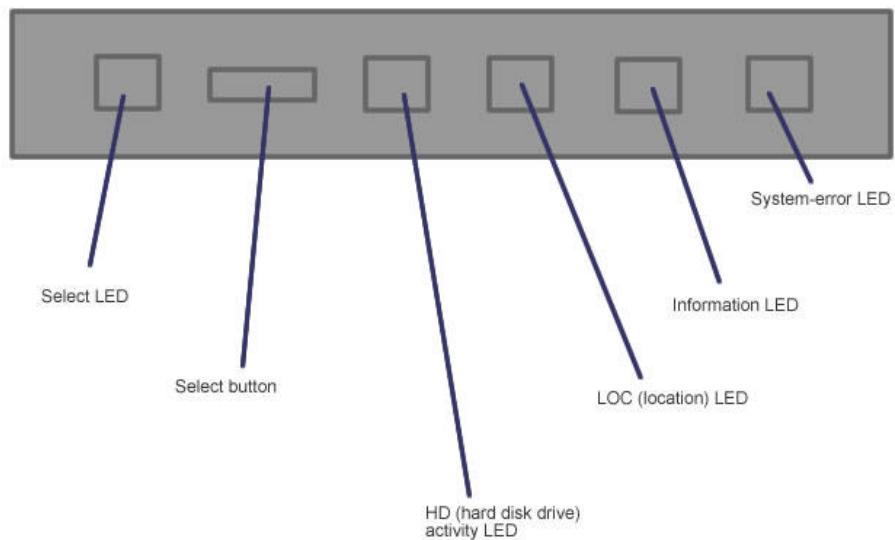 System-error LED
Select LED
Information LED
Select button
LOC (location) LED
HD (hard disk drive)
activity LED